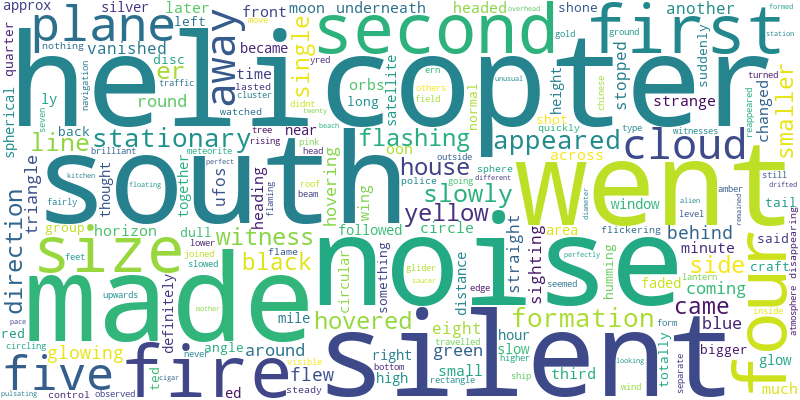 approx
plane
silver
later
left
away
front
moon
underneath
shone
headed
second
another
overhead
move
first
gold
ground
formed
station
quarter
nothing
vanished
disc
er
became
time
lasted
watched
single
orbs
long
satellite
height
stopped
suddenly
turned
smaller
helicopter
spherical
ly
navigation
traffic
cluster
didnt
yred
ern
others
field
unusual
twenty
normal
chinese
strange
changed
reappeared
round
seven
back
stationary
tree
rising
near
line
flashing
shot
quickly
beach
appeared
type
witnesses
cloud
brilliant
meteorite
perfect
pink
head
oon
house
outside
sphere
different
across
still
drifted
triangle
thought
together
ufos
heading
roof
beam
hovering
wing
police
going
south
went
kitchen
floating
fairly
slowly
yellow
window
amber
level
alien
remained
tail
direction
group
horizon
dull
lower
witness
followed
circle
straight
sighting
area
flickering
diameter
behind
minute
said
disappearing
size
feet
joined
slowed
flame
flaming
black
circular
something
glider
saucer
distance
edge
seemed
humming
faded
perfectly
lantern
side
coming
craft
atmosphere
noise
made
upwards
definitely
mile
hovered
travelled
formation
came
four
inside
red
pace
circling
mother
never
angle
around
visible
eight
hour
form
blue
bigger
totally
glow
glowing
five
fire
ted
cigar
flew
ed
steady
right
bottom
high
green
small
rectangle
slow
higher
ship
third
wind
looking
separate
much
silent
pulsating
control
observed